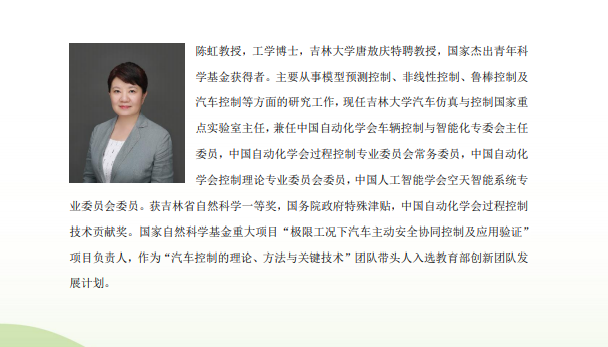 陈虹教授，工学博士，吉林大学唐敖庆特聘教授，国家杰出青年科
学基金获得者。主要从事模型预测控制、非线性控制、鲁棒控制及
汽车控制等方面的研究工作，现任吉林大学汽车仿真与控制国家重
点实验室主任，兼任中国自动化学会车辆控制与智能化专委会主任
委员，中国自动化学会过程控制专业委员会常务委员，中国自动化
学会控制理论专业委员会委员，中国人工智能学会空天智能系统专
业委员会委员。获吉林省自然科学一等奖，国务院政府特殊津贴，中国自动化学会过程控制
技术贡献奖。国家自然科学基金重大项目“极限工况下汽车主动安全协同控制及应用验证”
项目负责人，作为“汽车控制的理论、方法与关键技术”团队带头人入选教育部创新团队发
展计划。